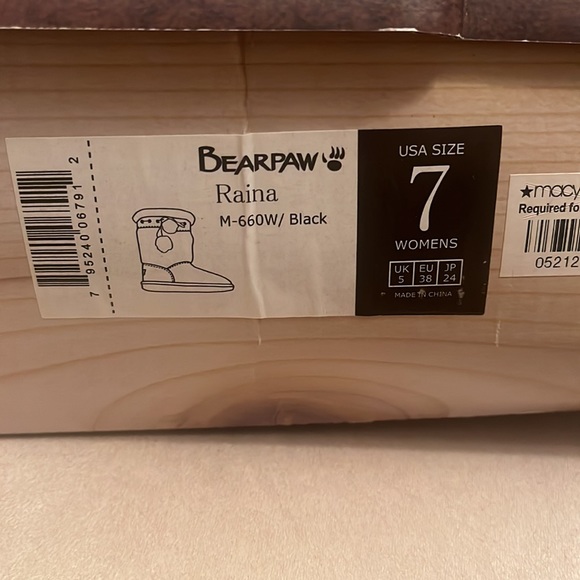 7 95240 06791 2
BEARPAW
Raina
M-660W/ Black
USA SIZE
7
WOMENS
UK EU JP
5 38 24
MADE IN CHINA
★macy
Required fo
05212